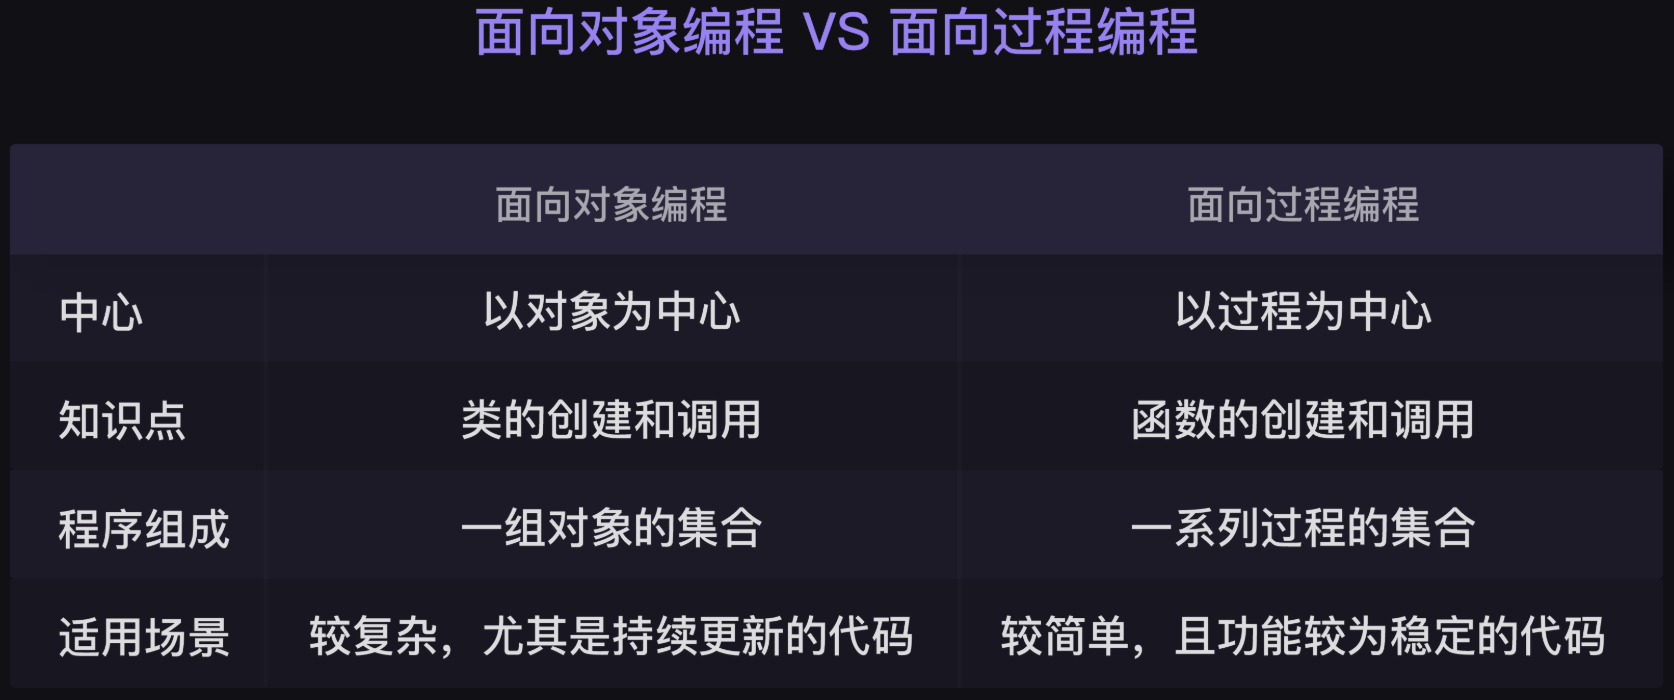 面向对象编程 VS 面向过程编程
面向对象编程 面向过程编程
中心 以对象为中心 以过程为中心
知识点 类的创建和调用 函数的创建和调用
程序组成 一组对象的集合 一系列过程的集合
适用场景 较复杂，尤其是持续更新的代码 较简单，且功能较为稳定的代码